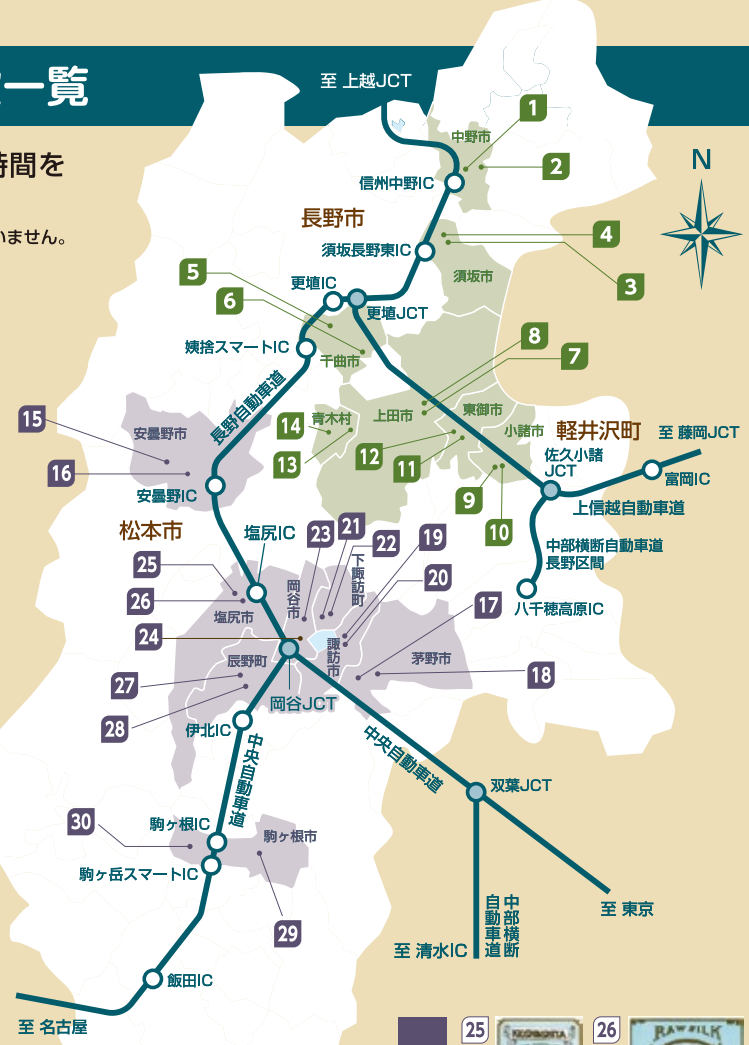 一覧
時間を
いません。
至 上越JCT
1
中野市
2
信州中野IC
N
長野市
4
須坂長野東IC
3
須坂市
5
更埴IC
6
更埴JCT
姨捨スマートIC
千曲市
8
7
長野自動車道
15
安曇野市
16
安曇野IC
14
青木村
13
上田市
12
11
東御市
小諸市
軽井沢町
至 藤岡JCT
佐久小諸
JCT
富岡IC
9
10
上信越自動車道
中部横断自動車道
長野区間
八千穂高原IC
松本市
塩尻IC
23
21
22
19
20
25
26
塩尻市
岡谷市
下諏訪町
24
諏訪市
17
茅野市
18
辰野町
27
28
岡谷JCT
伊北IC
中央自動車道
中央自動車道
双葉JCT
30
駒ヶ根IC
駒ヶ根市
駒ヶ岳スマートIC
29
至 東京
中部横断
自動車道
至 清水IC
飯田IC
至 名古屋
25
26
RAW SILK